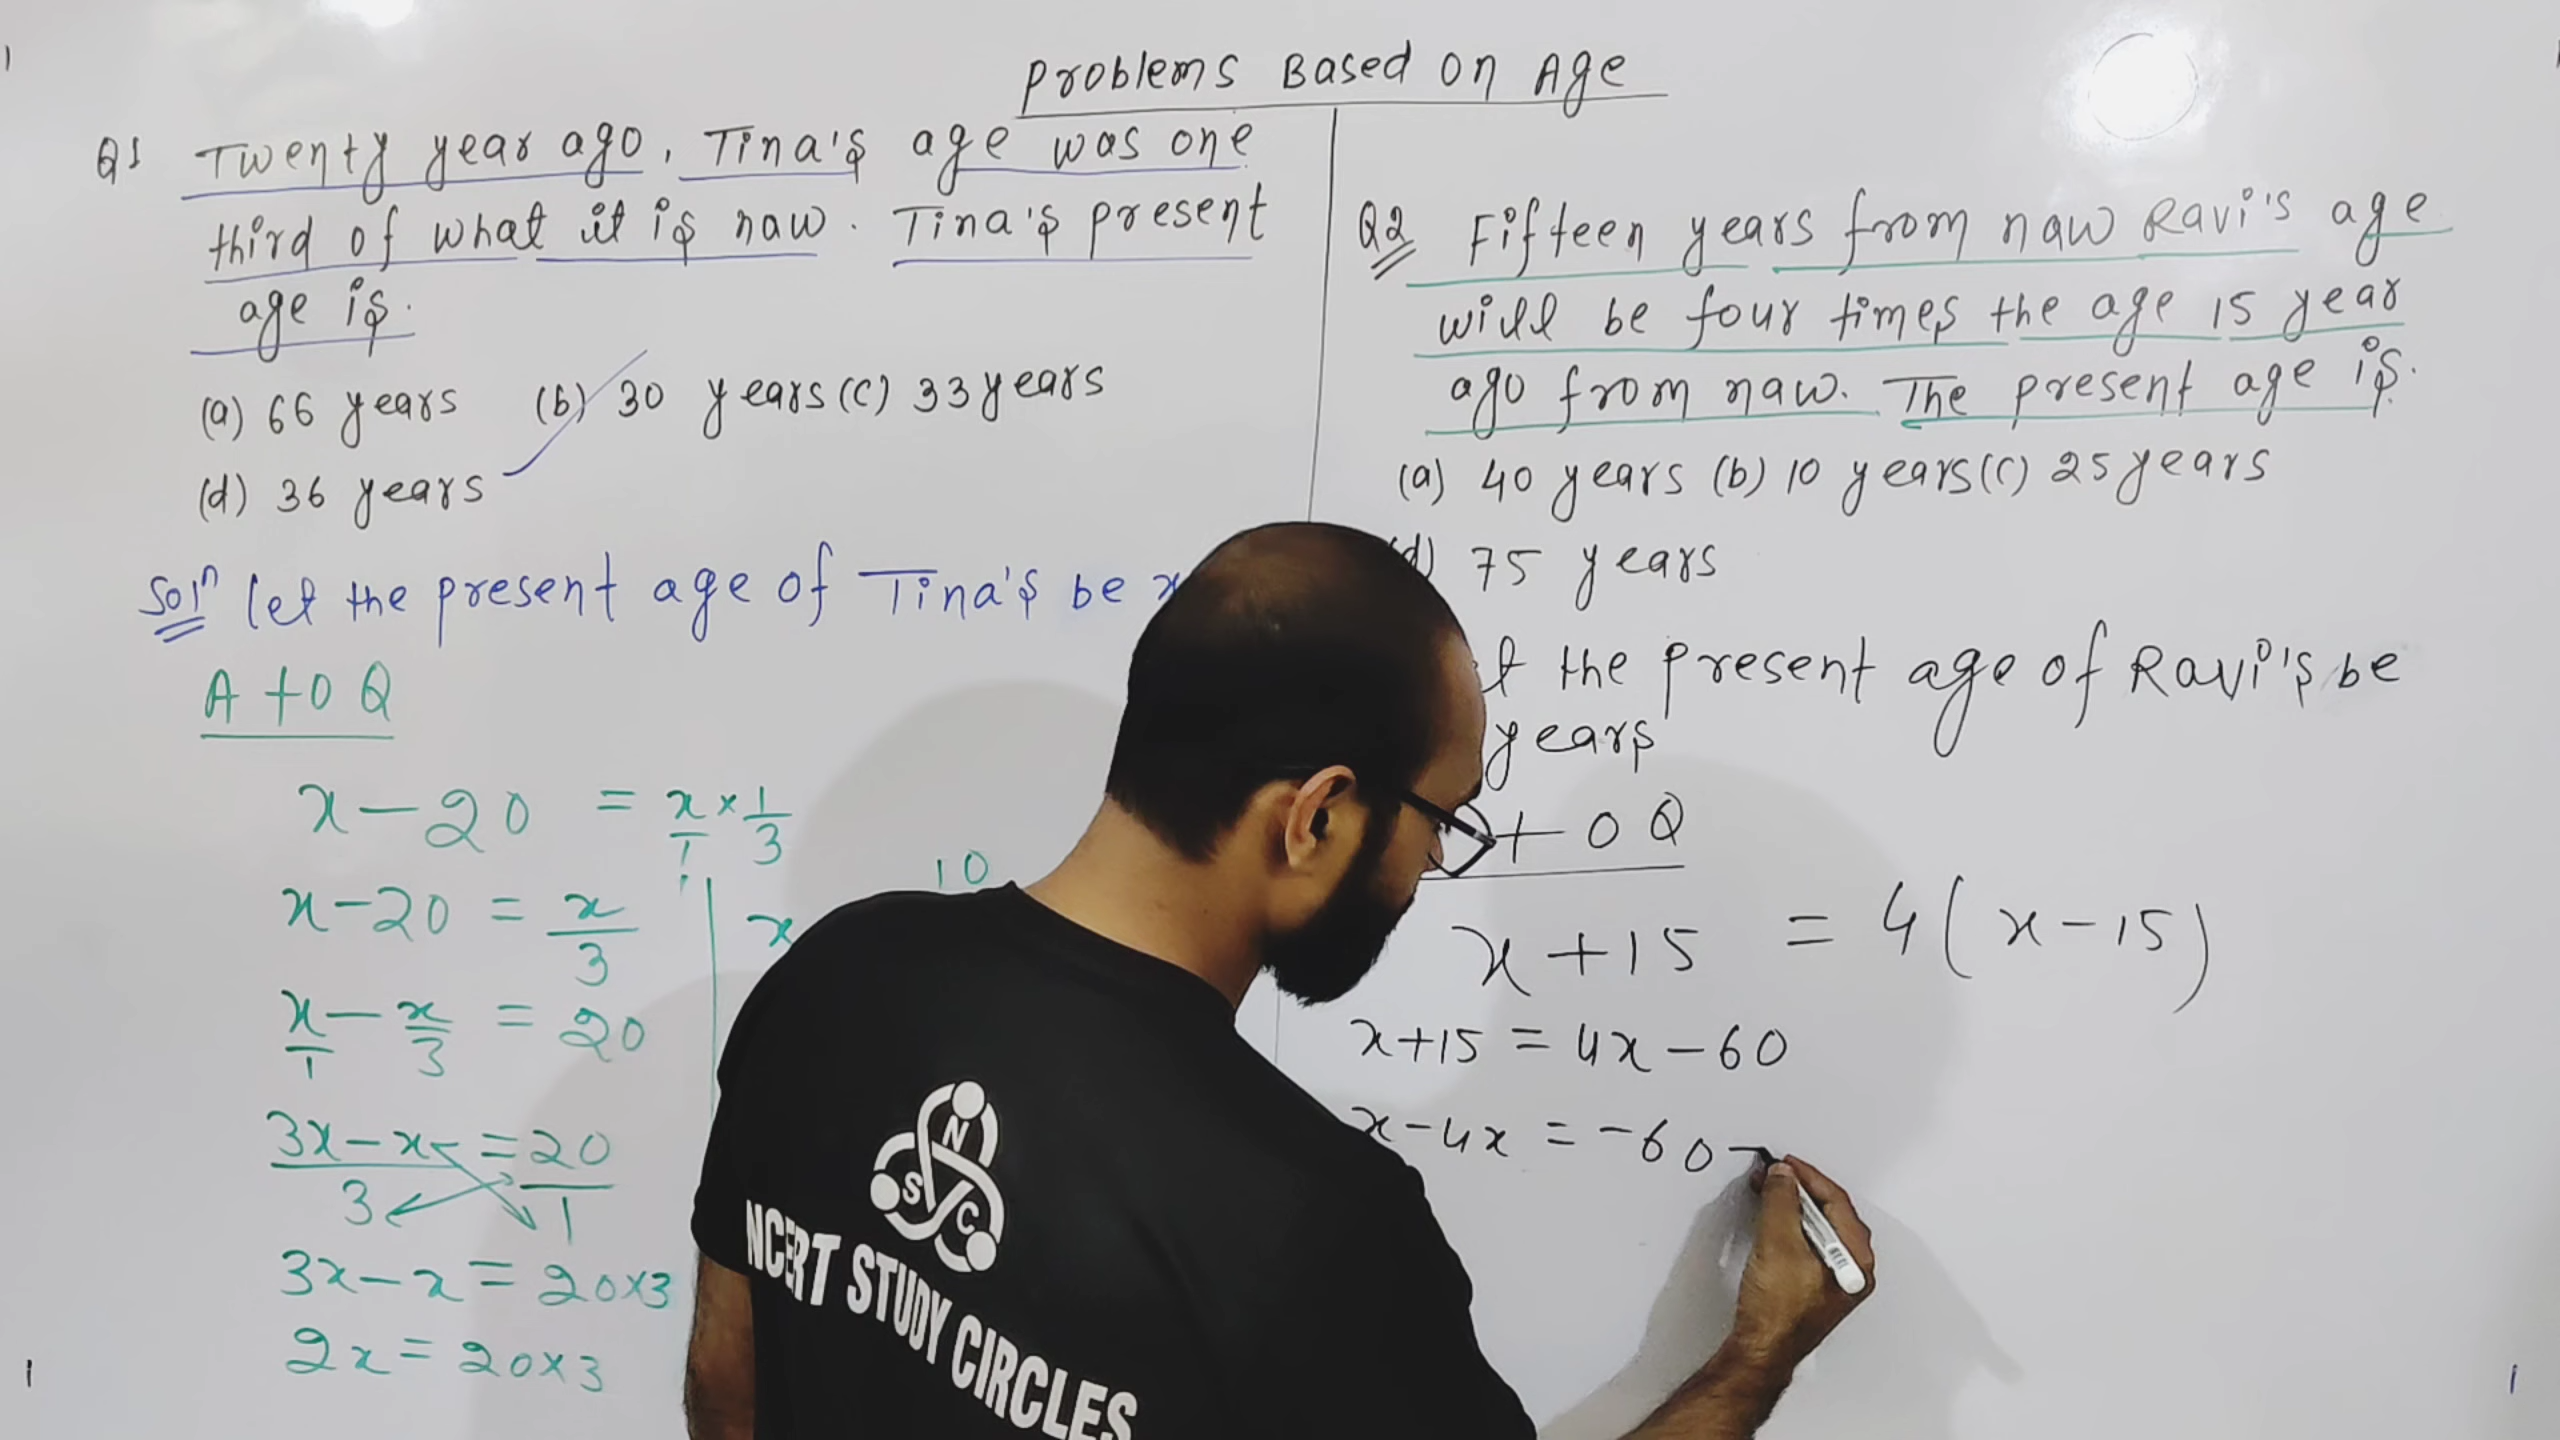 Problems Based on Age
Q1 Twenty year ago, Tina's age was one
third of what it is naw. Tina's present
age is.
(a) 66 years (b) 30 years (c) 33 years
(d) 36 years
Soln let the present age of Tina's be x
A to Q
x - 20 = x/1 × 1/3
x - 20 = x/3
x/1 - x/3 = 20
3x - x/3 = 20/1
3x - x = 20×3
2x = 20×3
10
x
Q2 Fifteen years from naw Ravi's age
will be four times the age 15 year
ago from naw. The present age is.
(a) 40 years (b) 10 years (c) 25 years
(d) 75 years
the present age of Ravi's be
years
to Q
x + 15 = 4(x - 15)
x + 15 = 4x - 60
x - 4x = -60 -
N
S C
NCERT STUDY CIRCLES